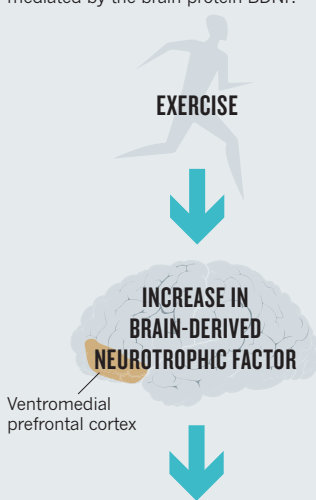 mediated by the brain protein BDNF.
EXERCISE
INCREASE IN
BRAIN-DERIVED
NEUROTROPHIC FACTOR
Ventromedial
prefrontal cortex